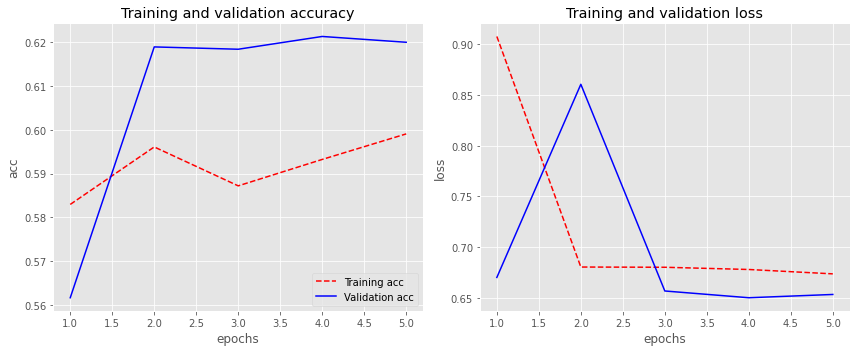 Training and validation accuracy
0.62
0.61
0.60
0.59
0.58
0.57
0.56
acc
1.0 1.5 2.0 2.5 3.0 3.5 4.0 4.5 5.0
epochs
Training acc
Validation acc
Training and validation loss
0.90
0.85
0.80
0.75
0.70
0.65
loss
1.0 1.5 2.0 2.5 3.0 3.5 4.0 4.5 5.0
epochs